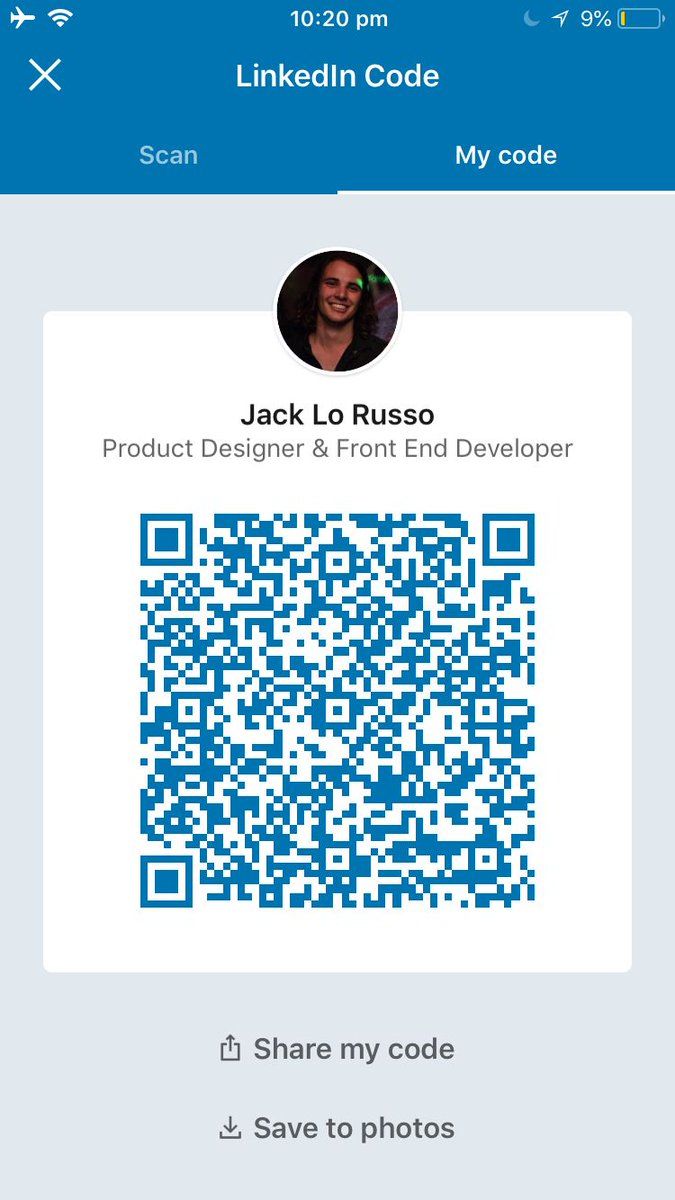 10:20 pm 9%
LinkedIn Code
Scan My code
Jack Lo Russo
Product Designer & Front End Developer
Share my code
Save to photos